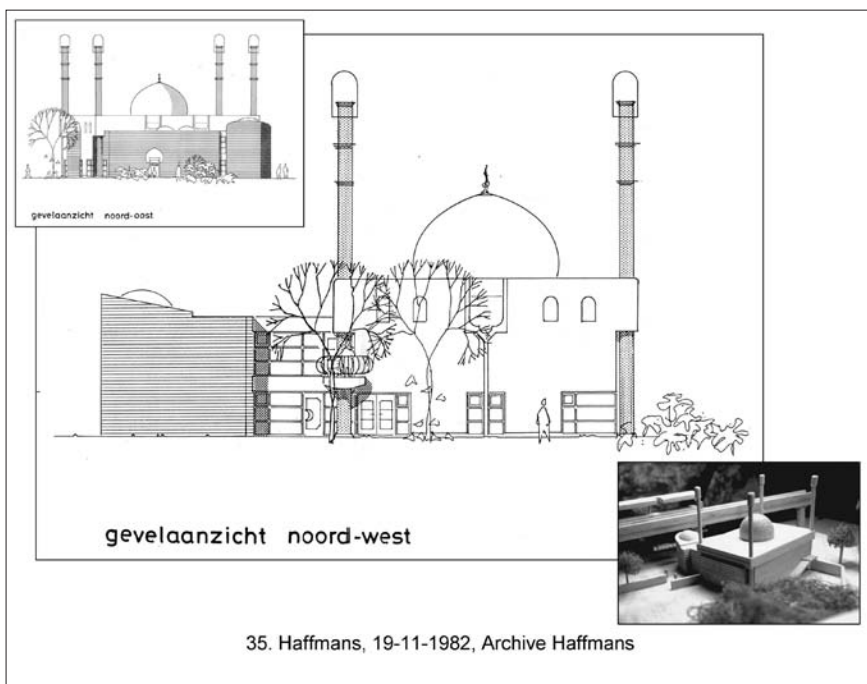 gevelaanzicht noord-oost
gevelaanzicht noord-west
35. Haffmans, 19-11-1982, Archive Haffmans